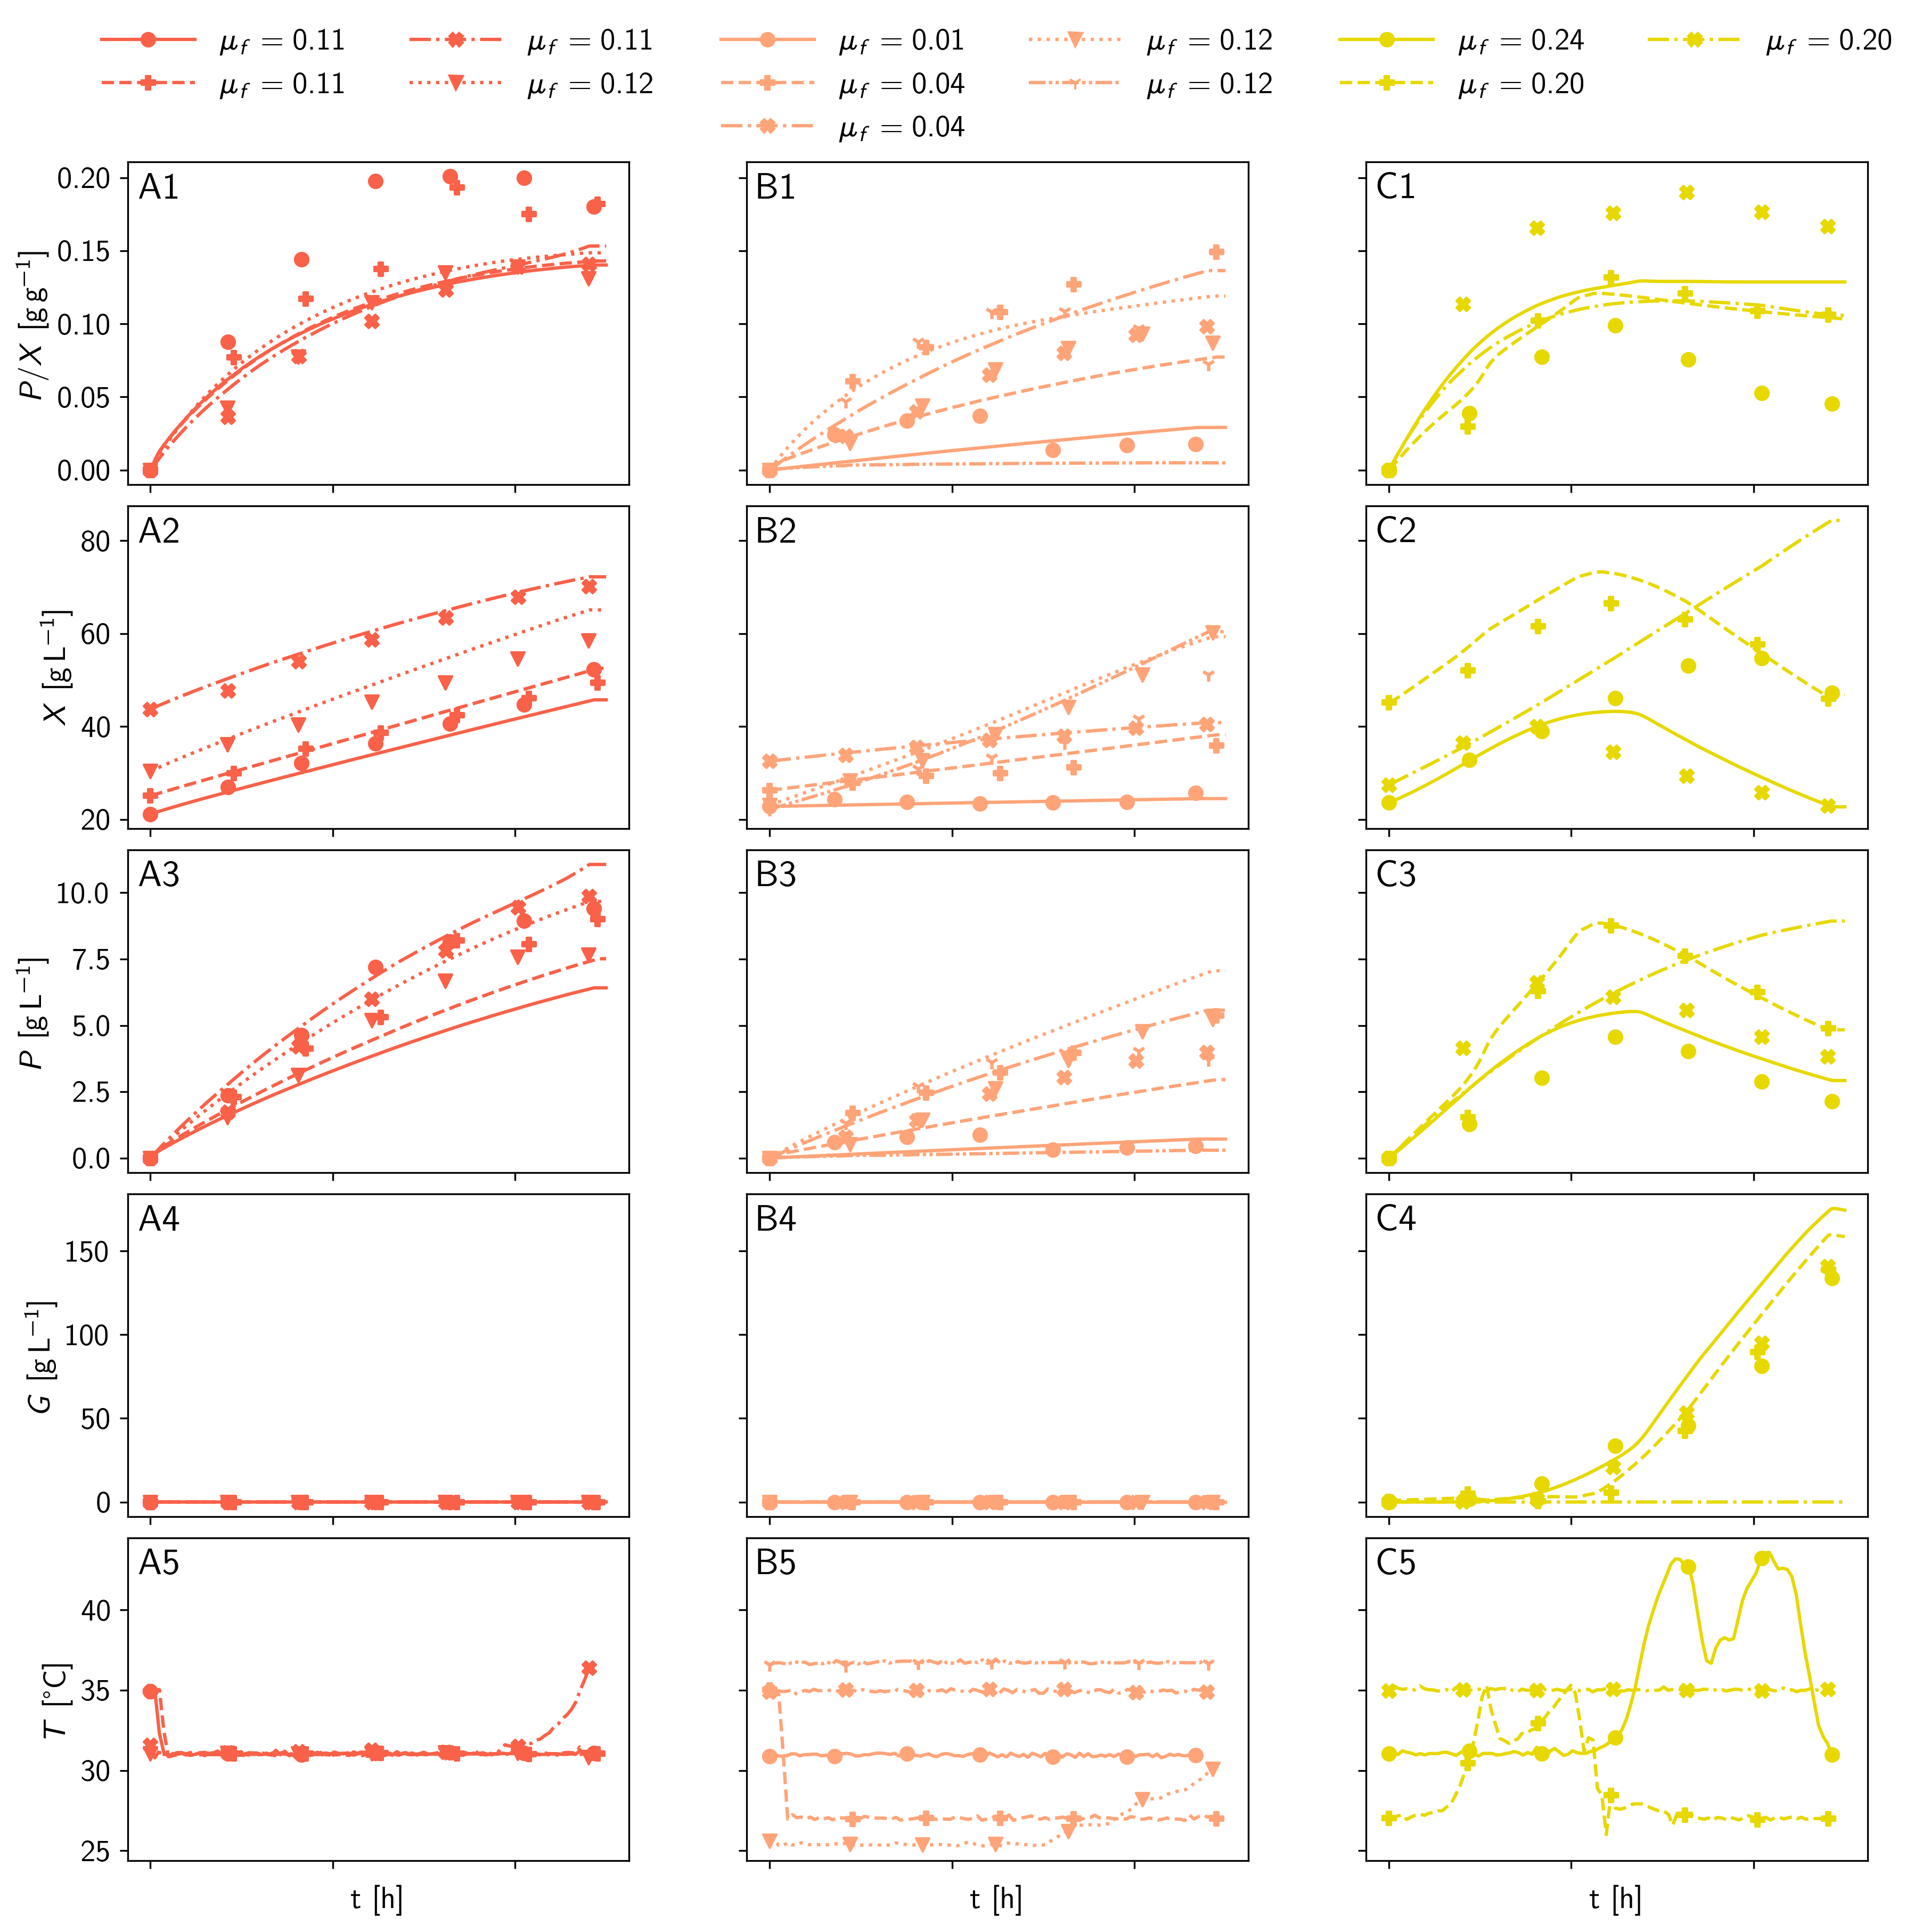 μf = 0.11 μf = 0.11 μf = 0.01 μf = 0.12 μf = 0.24 μf = 0.20
μf = 0.11 μf = 0.12 μf = 0.04 μf = 0.12 μf = 0.20
μf = 0.04
A1 B1 C1
P/X [g g⁻¹]
0.20
0.15
0.10
0.05
0.00
A2 B2 C2
X [g L⁻¹]
80
60
40
20
A3 B3 C3
P [g L⁻¹]
10.0
7.5
5.0
2.5
0.0
A4 B4 C4
G [g L⁻¹]
150
100
50
0
A5 B5 C5
T [°C]
40
35
30
25
t [h] t [h] t [h]